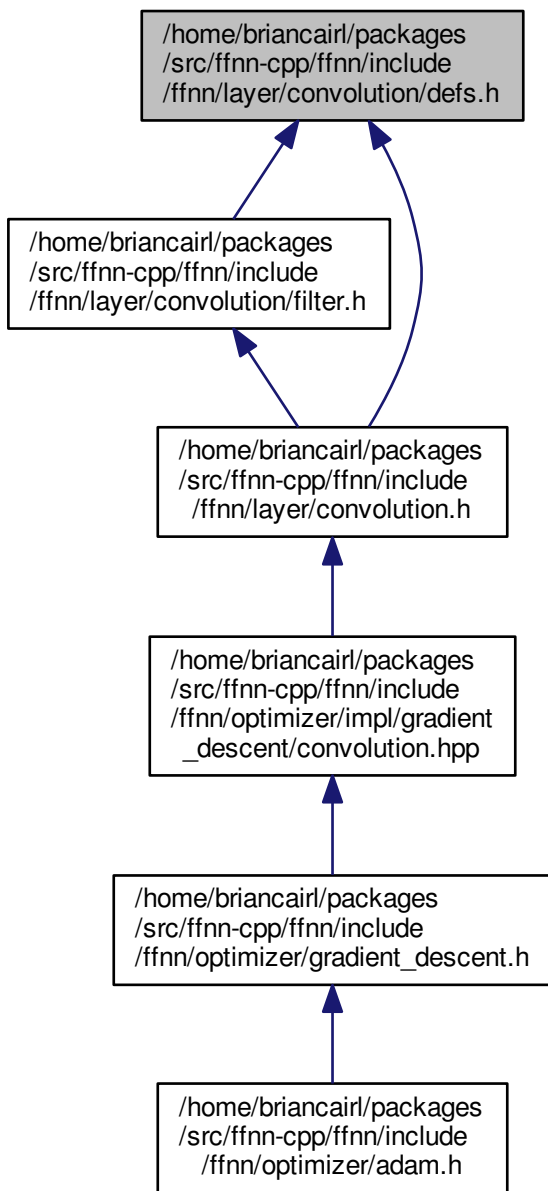 /home/briancairl/packages
/src/ffnn-cpp/ffnn/include
/ffnn/layer/convolution/defs.h
/home/briancairl/packages
/src/ffnn-cpp/ffnn/include
/ffnn/layer/convolution/filter.h
/home/briancairl/packages
/src/ffnn-cpp/ffnn/include
/ffnn/layer/convolution.h
/home/briancairl/packages
/src/ffnn-cpp/ffnn/include
/ffnn/optimizer/impl/gradient
_descent/convolution.hpp
/home/briancairl/packages
/src/ffnn-cpp/ffnn/include
/ffnn/optimizer/gradient_descent.h
/home/briancairl/packages
/src/ffnn-cpp/ffnn/include
/ffnn/optimizer/adam.h